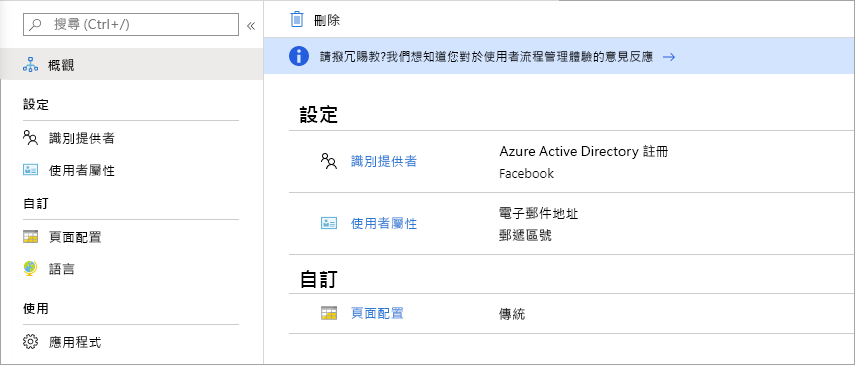 搜尋 (Ctrl+/)
«
概觀
設定
識別提供者
使用者屬性
自訂
頁面配置
語言
使用
應用程式
刪除
請撥冗賜教?我們想知道您對於使用者流程管理體驗的意見反應 →
設定
識別提供者
Azure Active Directory 註冊
Facebook
使用者屬性
電子郵件地址
郵遞區號
自訂
頁面配置
傳統